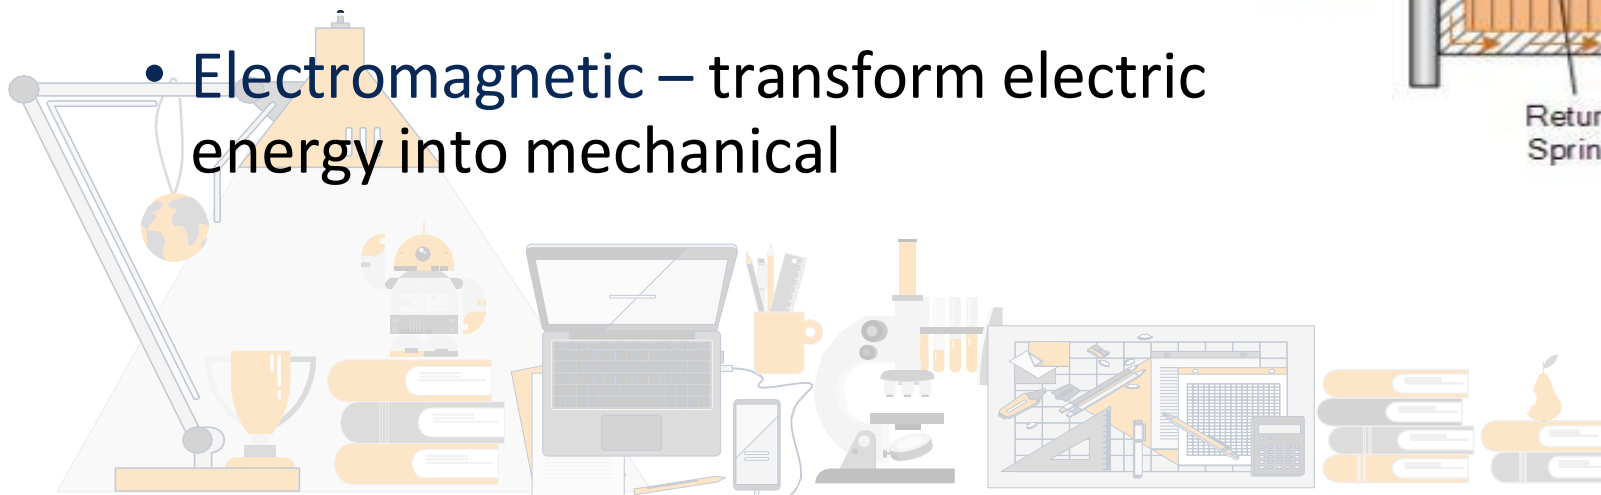 • Electromagnetic – transform electric
energy into mechanical